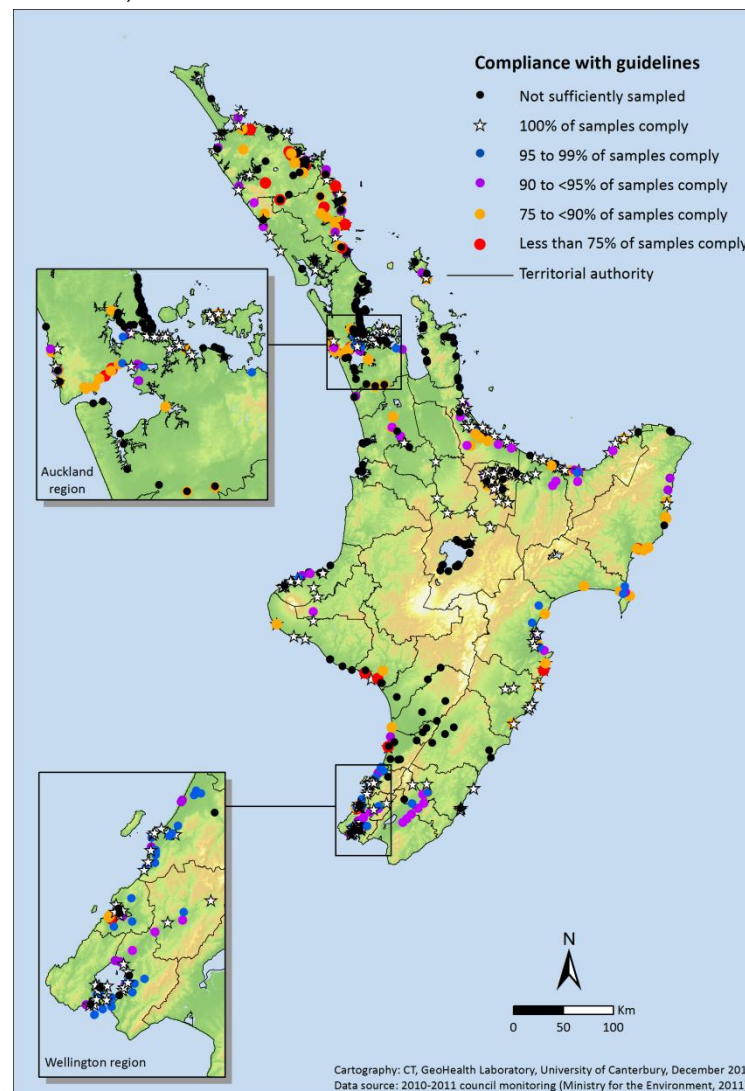 Compliance with guidelines
Not sufficiently sampled
100% of samples comply
95 to 99% of samples comply
90 to <95% of samples comply
75 to <90% of samples comply
Less than 75% of samples comply
Territorial authority
Auckland
region
Wellington region
N
Km
0 50 100
Cartography: CT, GeoHealth Laboratory, University of Canterbury, December 201
Data source: 2010-2011 council monitoring (Ministry for the Environment, 2011